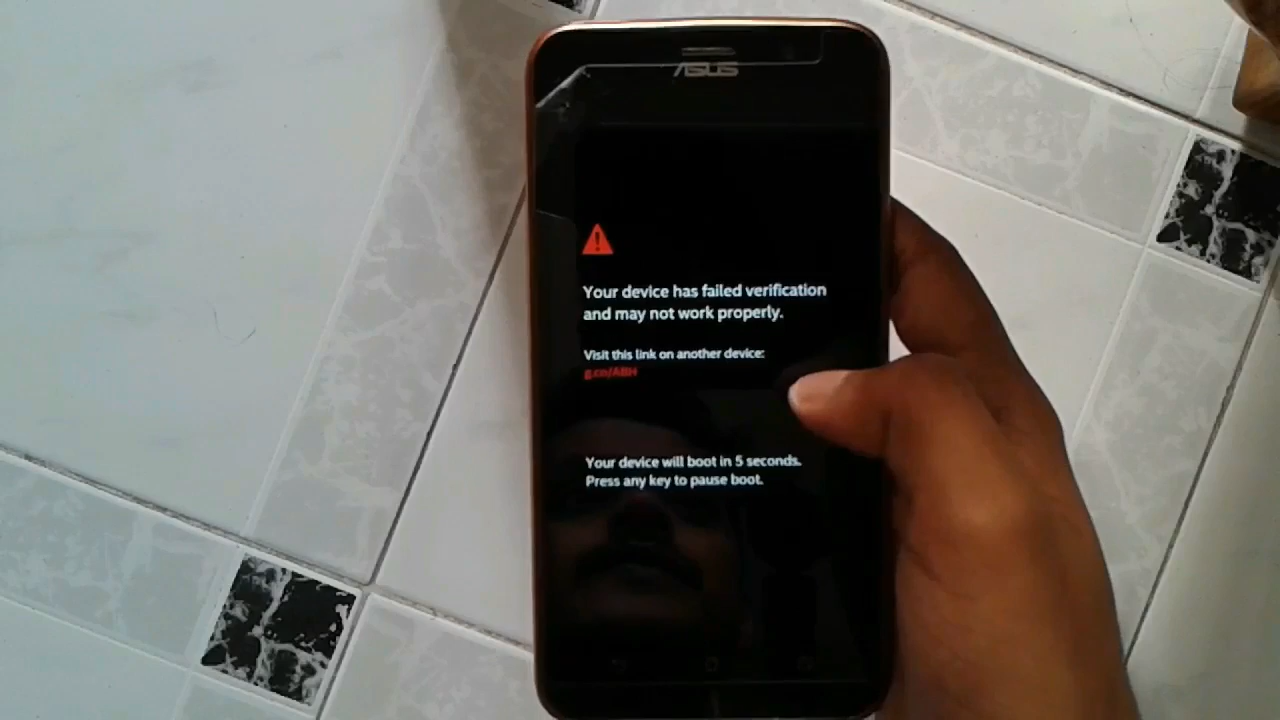 ASUS
Your device has failed verification
and may not work properly.
Visit this link on another device:
g.co/ABH
Your device will boot in 5 seconds.
Press any key to pause boot.